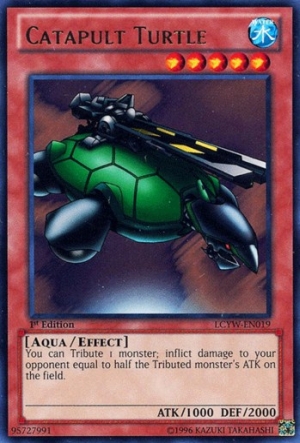 CATAPULT TURTLE
WATER
水
1st Edition
LCYW-EN019
[AQUA / EFFECT]
You can Tribute 1 monster; inflict damage to your
opponent equal to half the Tributed monster's ATK on
the field.
ATK/1000 DEF/2000
95727991
©1996 KAZUKI TAKAHASHI